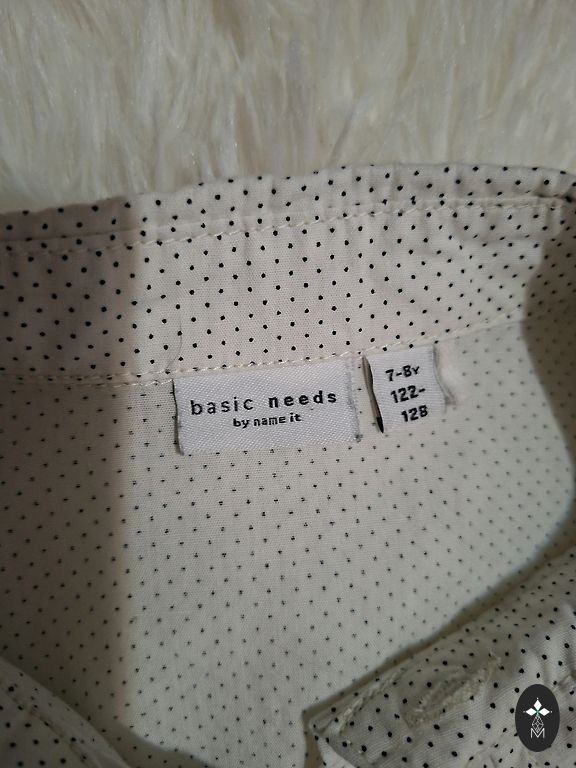 basic needs
by name it
7-8Y
122-
128
M